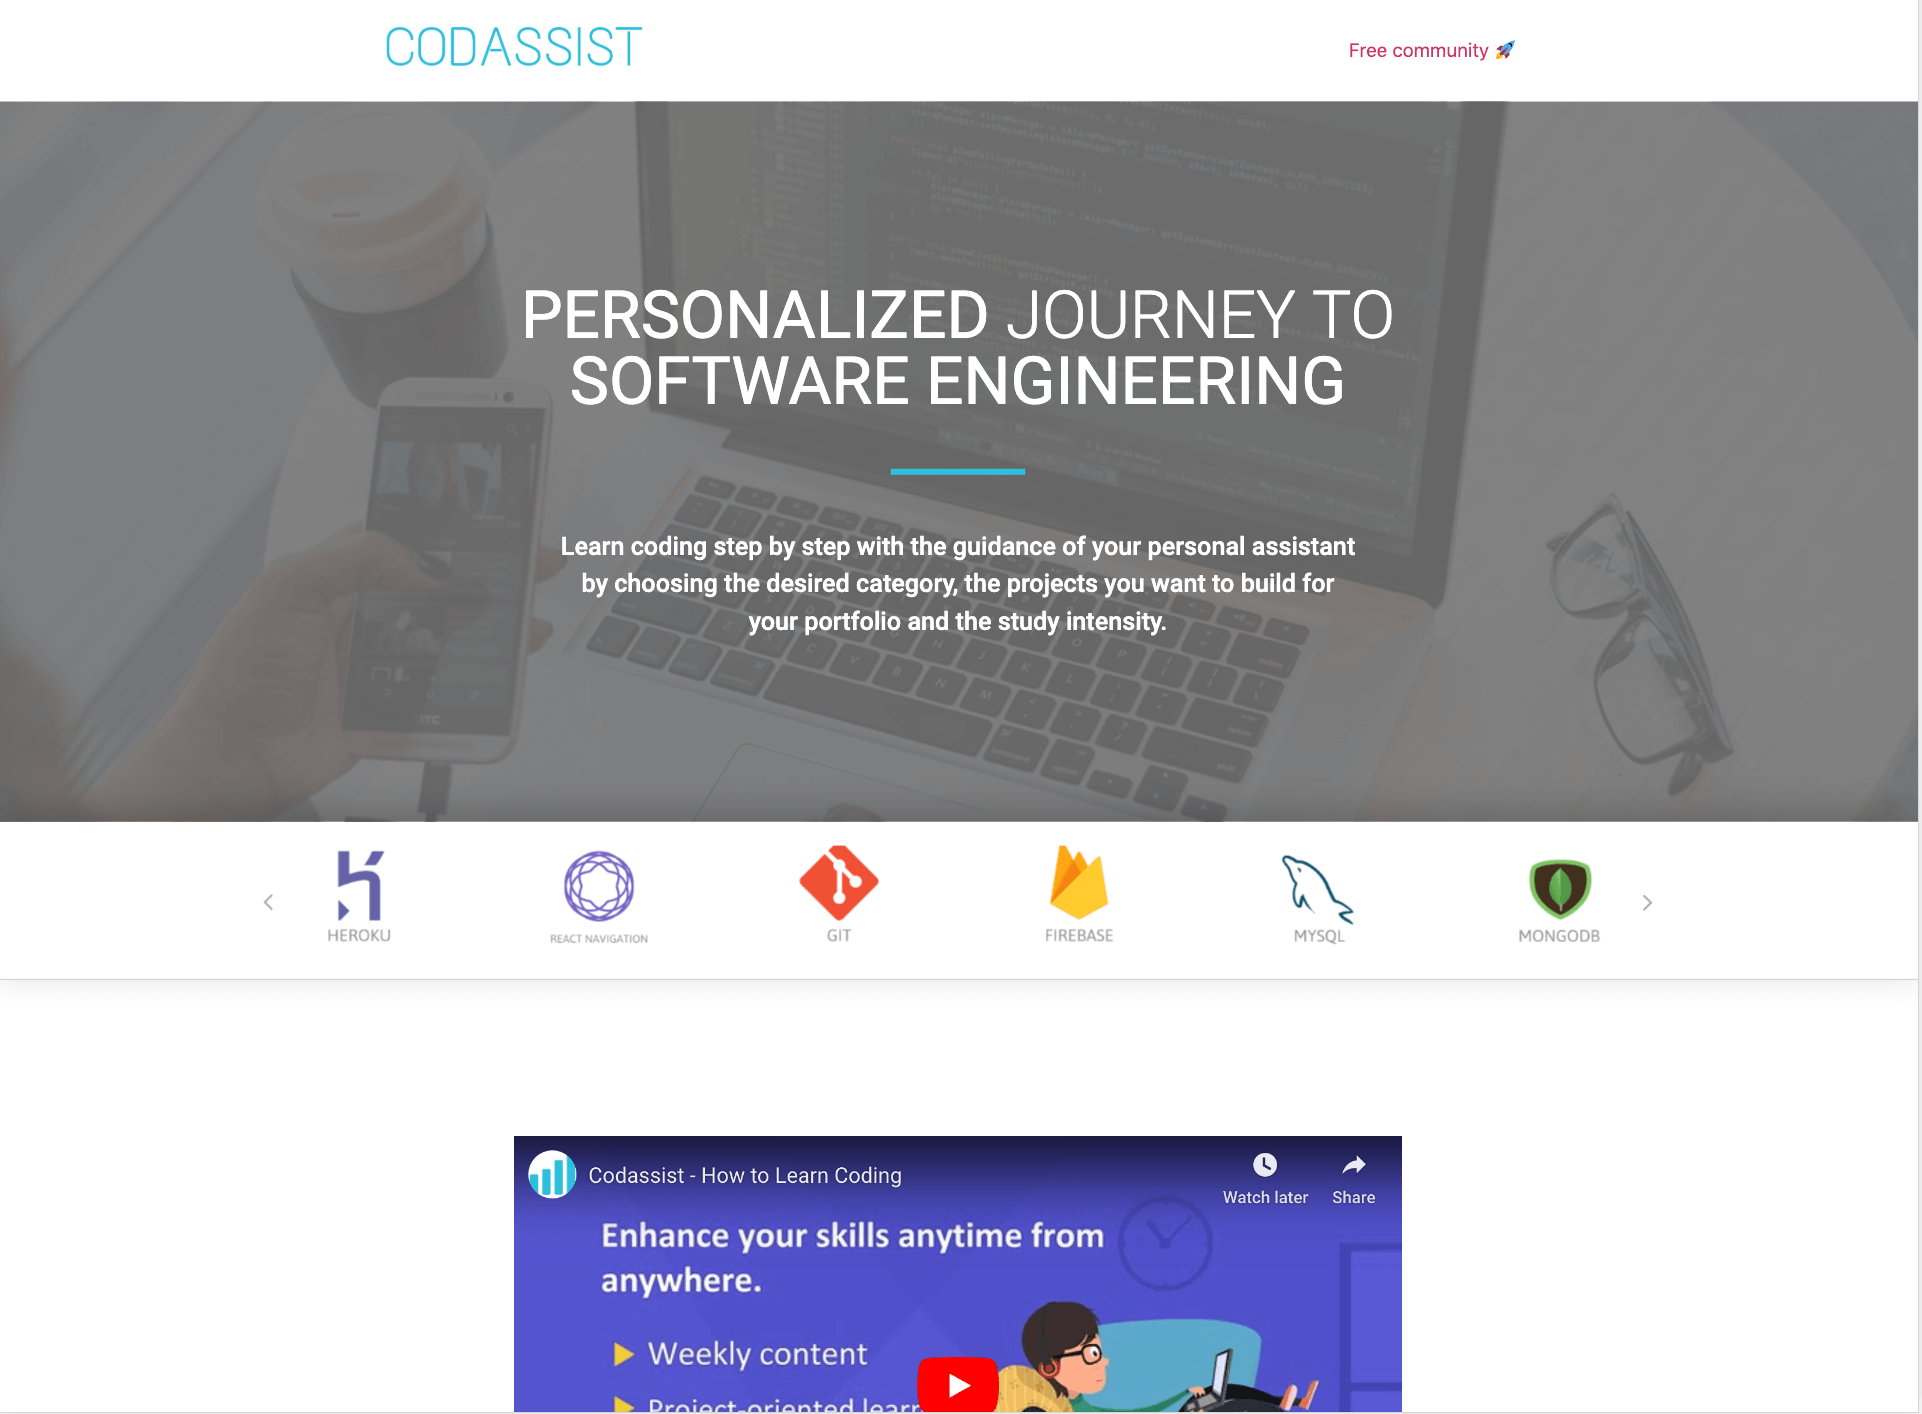 CODASSIST
Free community 🚀
PERSONALIZED JOURNEY TO
SOFTWARE ENGINEERING
Learn coding step by step with the guidance of your personal assistant
by choosing the desired category, the projects you want to build for
your portfolio and the study intensity.
HEROKU
REACT NAVIGATION
GIT
FIREBASE
MYSQL
MONGODB
Codassist - How to Learn Coding
Watch later
Share
Enhance your skills anytime from
anywhere.
Weekly content
Project-oriented